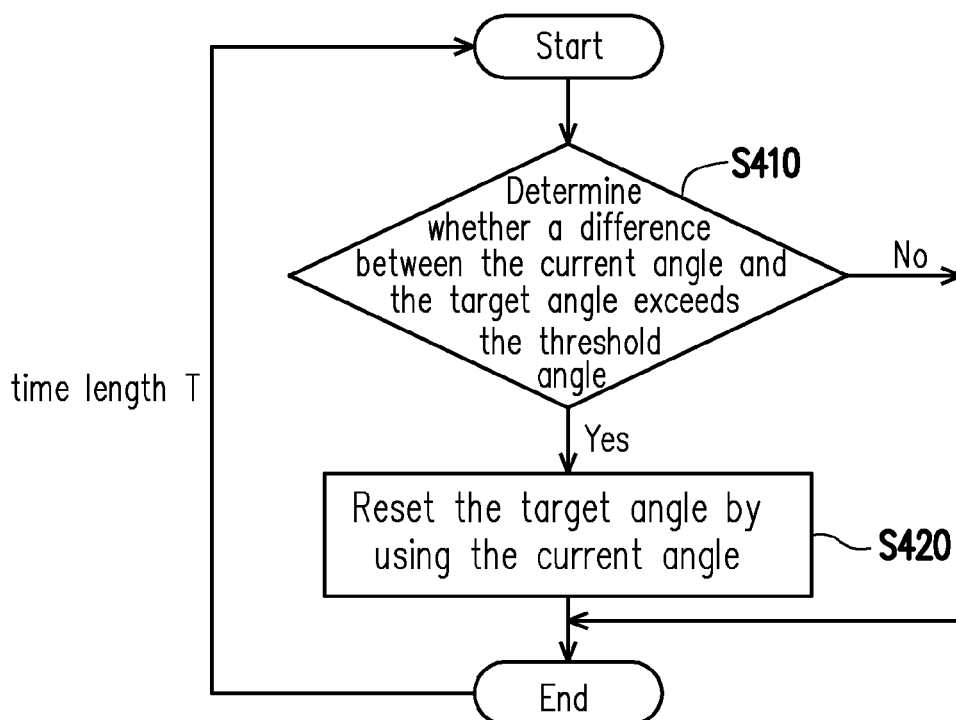 Start
S410
Determine
whether a difference
between the current angle and
the target angle exceeds
the threshold
angle
No
time length T
Yes
Reset the target angle by
using the current angle
S420
End